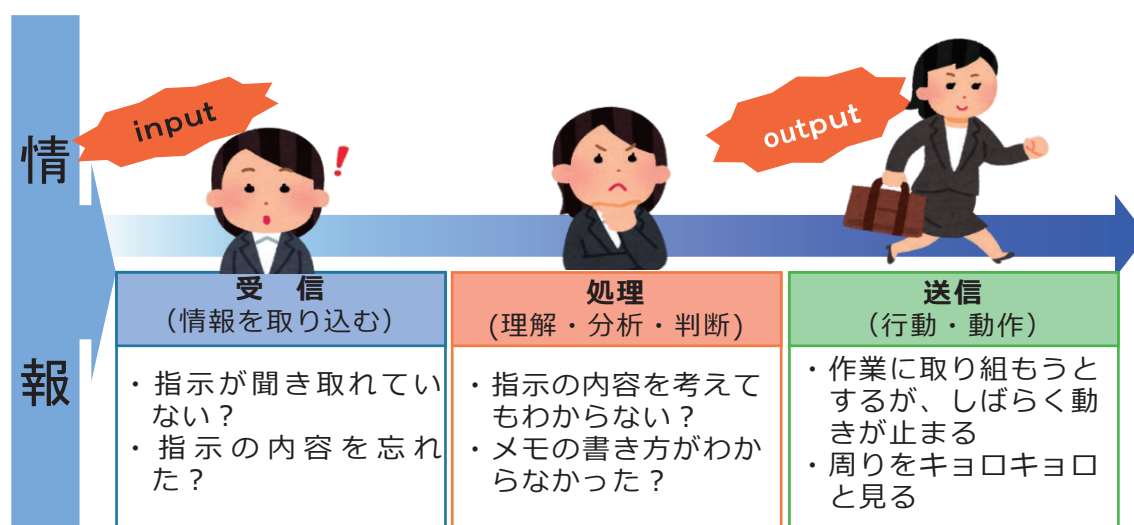 情報
input
!
output
受　信
（情報を取り込む）
・指示が聞き取れてい
ない？
・指示の内容を忘れ
た？
処理
(理解・分析・判断)
・指示の内容を考えて
もわからない？
・メモの書き方がわか
らなかった？
送信
（行動・動作）
・作業に取り組もうと
するが、しばらく動
きが止まる
・周りをキョロキョロ
と見る